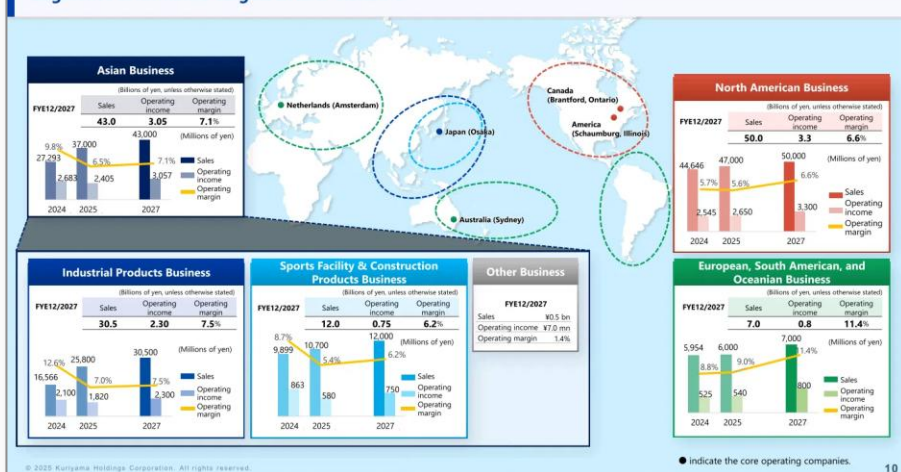 Asian Business
(Billions of yen, unless otherwise stated)
FYE12/2027 Sales Operating income Operating margin
43.0 3.05 7.1%
(Millions of yen)
9.8% 37,000 43,000
27,293 6.5% 7.1%
2,683 2,405 3,057
Sales
Operating income
Operating margin
2024 2025 2027
Netherlands (Amsterdam)
Japan (Osaka)
Canada
(Brantford, Ontario)
America
(Schaumburg, Illinois)
Australia (Sydney)
North American Business
(Billions of yen, unless otherwise stated)
FYE12/2027 Sales Operating income Operating margin
50.0 3.3 6.6%
(Millions of yen)
44,646 47,000 50,000
5.7% 5.6% 6.6%
2,545 2,650 3,300
Sales
Operating income
Operating margin
2024 2025 2027
Industrial Products Business
(Billions of yen, unless otherwise stated)
FYE12/2027 Sales Operating income Operating margin
30.5 2.30 7.5%
(Millions of yen)
12.6% 25,800 30,500
16,566 7.0% 7.5%
2,100 1,820 2,300
Sales
Operating income
Operating margin
2024 2025 2027
Sports Facility & Construction
Products Business
(Billions of yen, unless otherwise stated)
FYE12/2027 Sales Operating income Operating margin
12.0 0.75 6.2%
(Millions of yen)
8.7% 10,700 12,000
9,899 5.4% 6.2%
863 580 750
Sales
Operating income
Operating margin
2024 2025 2027
Other Business
FYE12/2027
Sales ¥0.5 bn
Operating income ¥7.0 mn
Operating margin 1.4%
European, South American, and
Oceanian Business
(Billions of yen, unless otherwise stated)
FYE12/2027 Sales Operating income Operating margin
7.0 0.8 11.4%
(Millions of yen)
5,954 6,000 7,000
8.8% 9.0% 11.4%
525 540 800
Sales
Operating income
Operating margin
2024 2025 2027
● indicate the core operating companies.
© 2025 Kuriyama Holdings Corporation. All rights reserved.
10